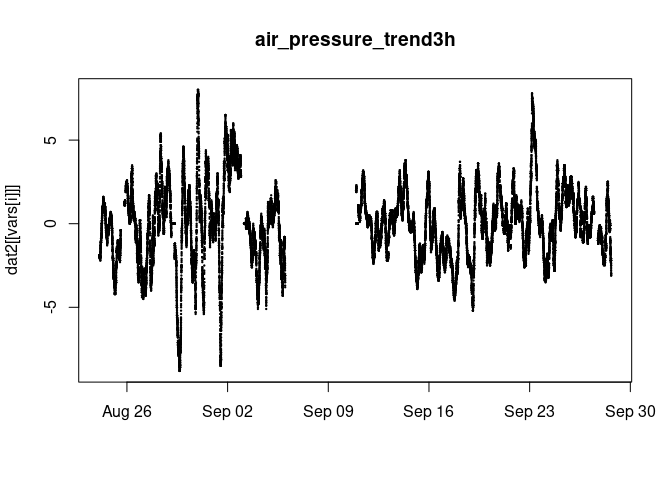 air_pressure_trend3h
dat2[[vars[i]]]
5
0
-5
Aug 26 Sep 02 Sep 09 Sep 16 Sep 23 Sep 30